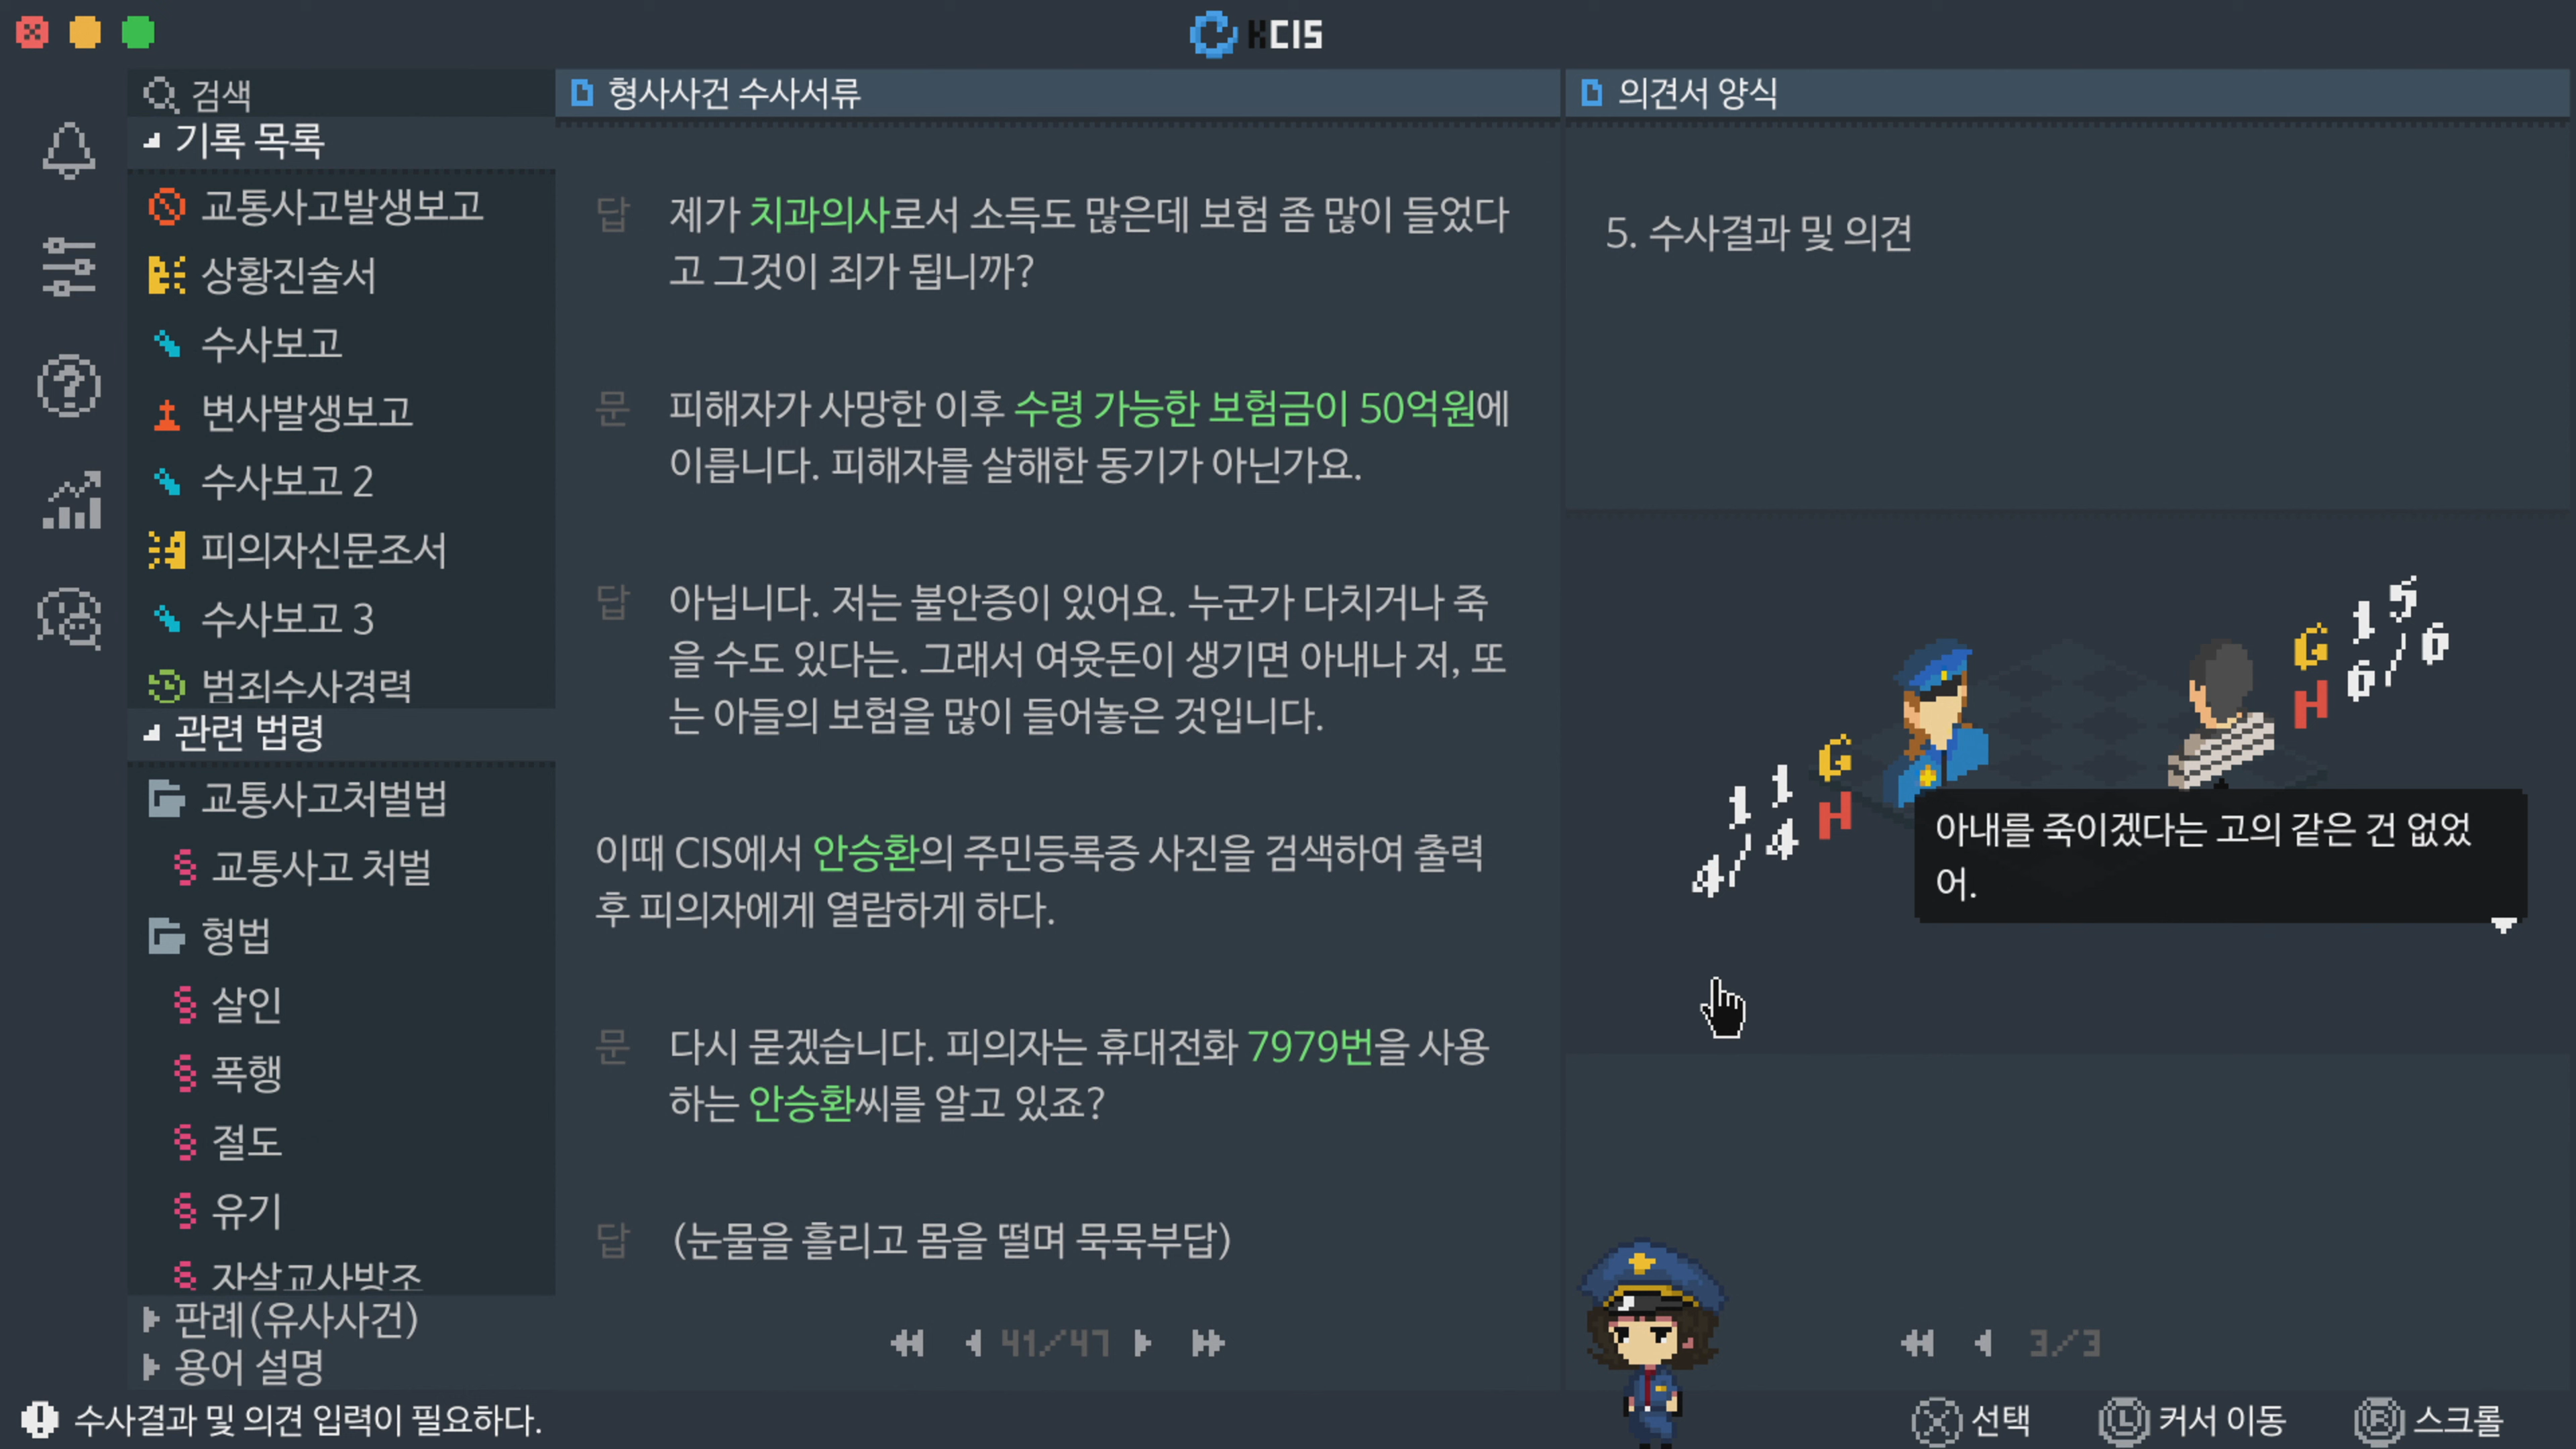 KCIS
검색
기록 목록
교통사고발생보고
상황진술서
수사보고
변사발생보고
수사보고 2
피의자신문조서
수사보고 3
범죄수사경력
관련 법령
교통사고처벌법
교통사고 처벌
형법
살인
폭행
절도
유기
자살교사방조
판례(유사사건)
용어 설명
형사사건 수사서류
답 제가 치과의사로서 소득도 많은데 보험 좀 많이 들었다
고 그것이 죄가 됩니까?
문 피해자가 사망한 이후 수령 가능한 보험금이 50억원에
이릅니다. 피해자를 살해한 동기가 아닌가요.
답 아닙니다. 저는 불안증이 있어요. 누군가 다치거나 죽
을 수도 있다는. 그래서 여윳돈이 생기면 아내나 저, 또
는 아들의 보험을 많이 들어놓은 것입니다.
이때 CIS에서 안승환의 주민등록증 사진을 검색하여 출력
후 피의자에게 열람하게 하다.
문 다시 묻겠습니다. 피의자는 휴대전화 7979번을 사용
하는 안승환씨를 알고 있죠?
답 (눈물을 흘리고 몸을 떨며 묵묵부답)
41/47
의견서 양식
5. 수사결과 및 의견
G 15
H 6/6
G 11
H 4/4
아내를 죽이겠다는 고의 같은 건 없었
어.
3/3
수사결과 및 의견 입력이 필요하다.
X 선택
L 커서 이동
R 스크롤